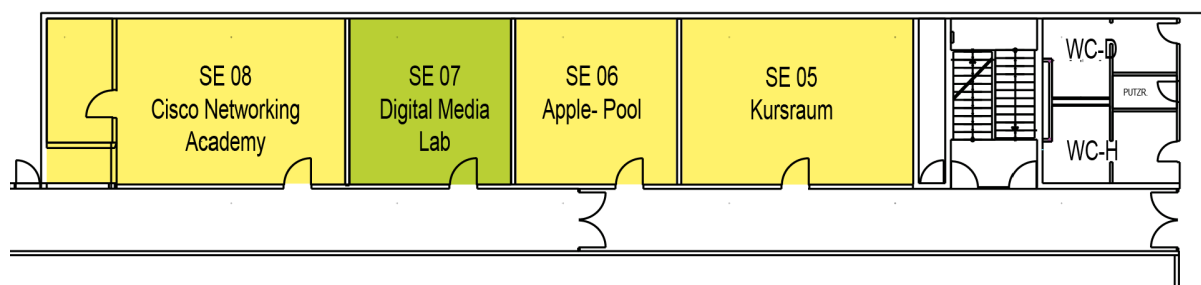 SE 08
Cisco Networking
Academy
SE 07
Digital Media
Lab
SE 06
Apple- Pool
SE 05
Kursraum
WC-D
PUTZR.
WC-H